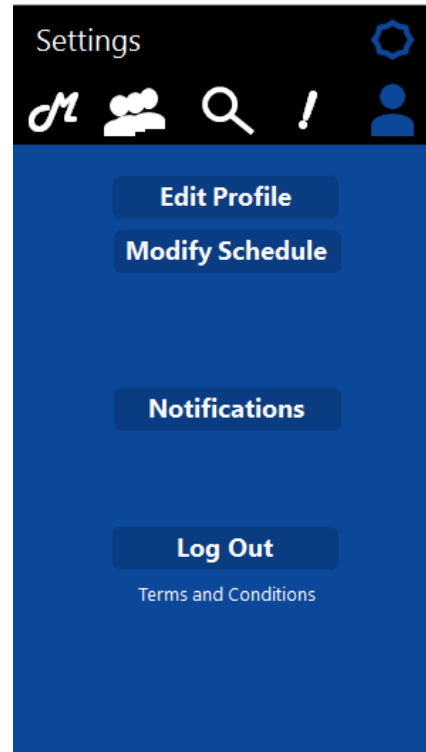 Settings
M
!
Edit Profile
Modify Schedule
Notifications
Log Out
Terms and Conditions